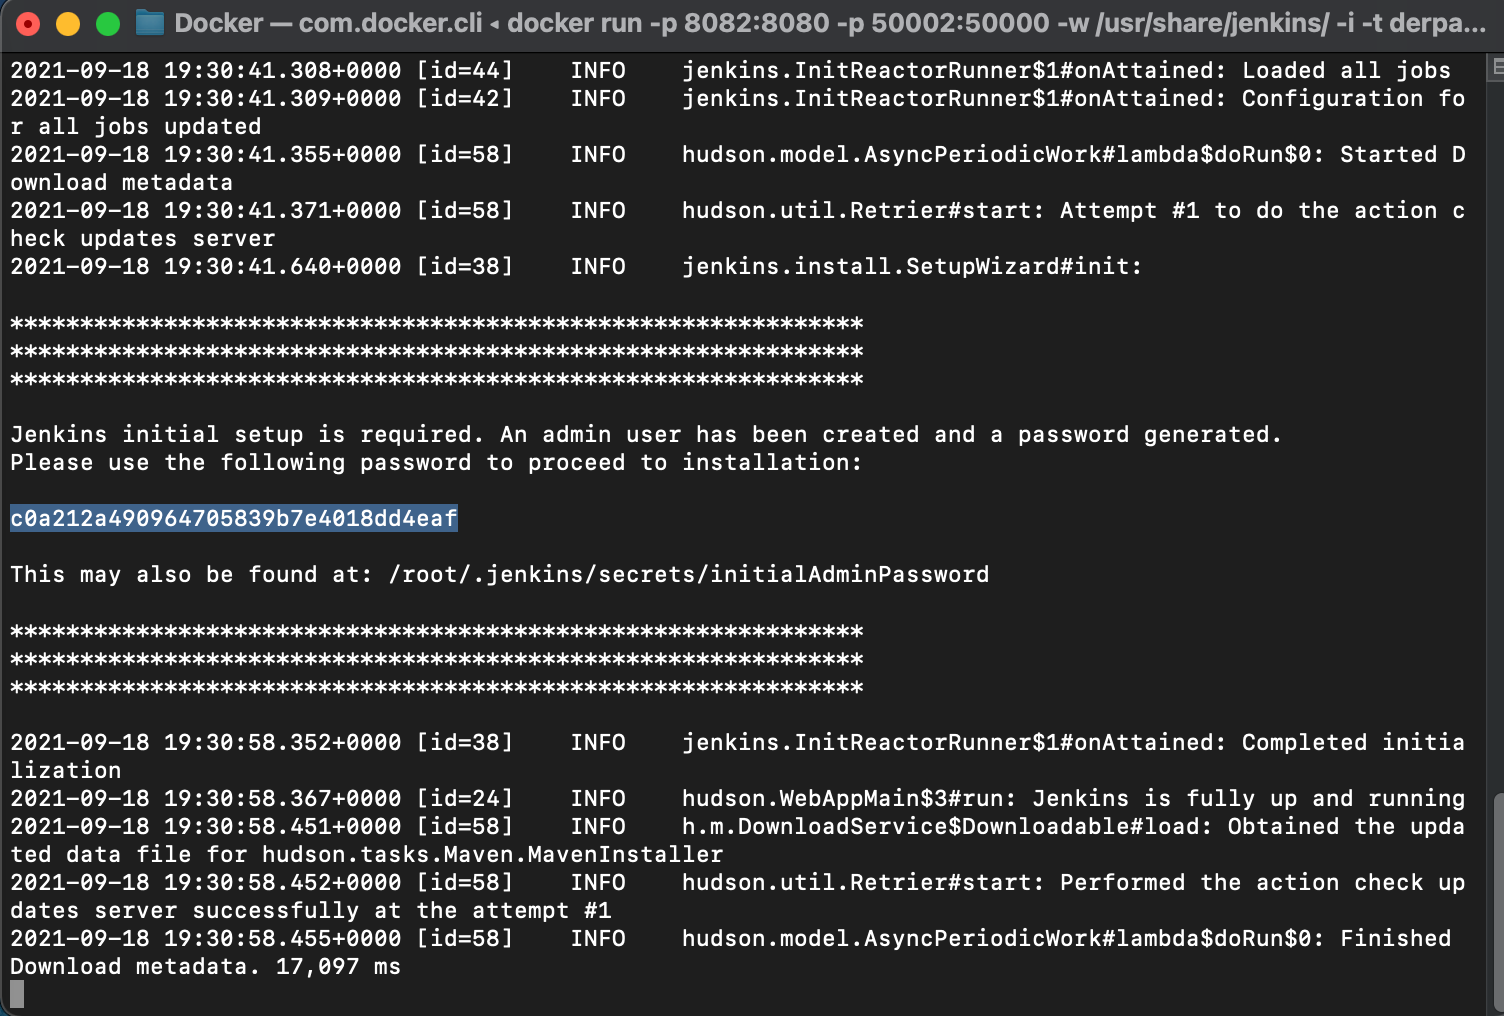 Docker — com.docker.cli ◂ docker run -p 8082:8080 -p 50002:50000 -w /usr/share/jenkins/ -i -t derpa...
2021-09-18 19:30:41.308+0000 [id=44]    INFO    jenkins.InitReactorRunner$1#onAttained: Loaded all jobs
2021-09-18 19:30:41.309+0000 [id=42]    INFO    jenkins.InitReactorRunner$1#onAttained: Configuration fo
r all jobs updated
2021-09-18 19:30:41.355+0000 [id=58]    INFO    hudson.model.AsyncPeriodicWork#lambda$doRun$0: Started D
ownload metadata
2021-09-18 19:30:41.371+0000 [id=58]    INFO    hudson.util.Retrier#start: Attempt #1 to do the action c
heck updates server
2021-09-18 19:30:41.640+0000 [id=38]    INFO    jenkins.install.SetupWizard#init:
*************************************************************
*************************************************************
*************************************************************
Jenkins initial setup is required. An admin user has been created and a password generated.
Please use the following password to proceed to installation:
c0a212a490964705839b7e4018dd4eaf
This may also be found at: /root/.jenkins/secrets/initialAdminPassword
*************************************************************
*************************************************************
*************************************************************
2021-09-18 19:30:58.352+0000 [id=38]    INFO    jenkins.InitReactorRunner$1#onAttained: Completed initia
lization
2021-09-18 19:30:58.367+0000 [id=24]    INFO    hudson.WebAppMain$3#run: Jenkins is fully up and running
2021-09-18 19:30:58.451+0000 [id=58]    INFO    h.m.DownloadService$Downloadable#load: Obtained the upda
ted data file for hudson.tasks.Maven.MavenInstaller
2021-09-18 19:30:58.452+0000 [id=58]    INFO    hudson.util.Retrier#start: Performed the action check up
dates server successfully at the attempt #1
2021-09-18 19:30:58.455+0000 [id=58]    INFO    hudson.model.AsyncPeriodicWork#lambda$doRun$0: Finished
Download metadata. 17,097 ms